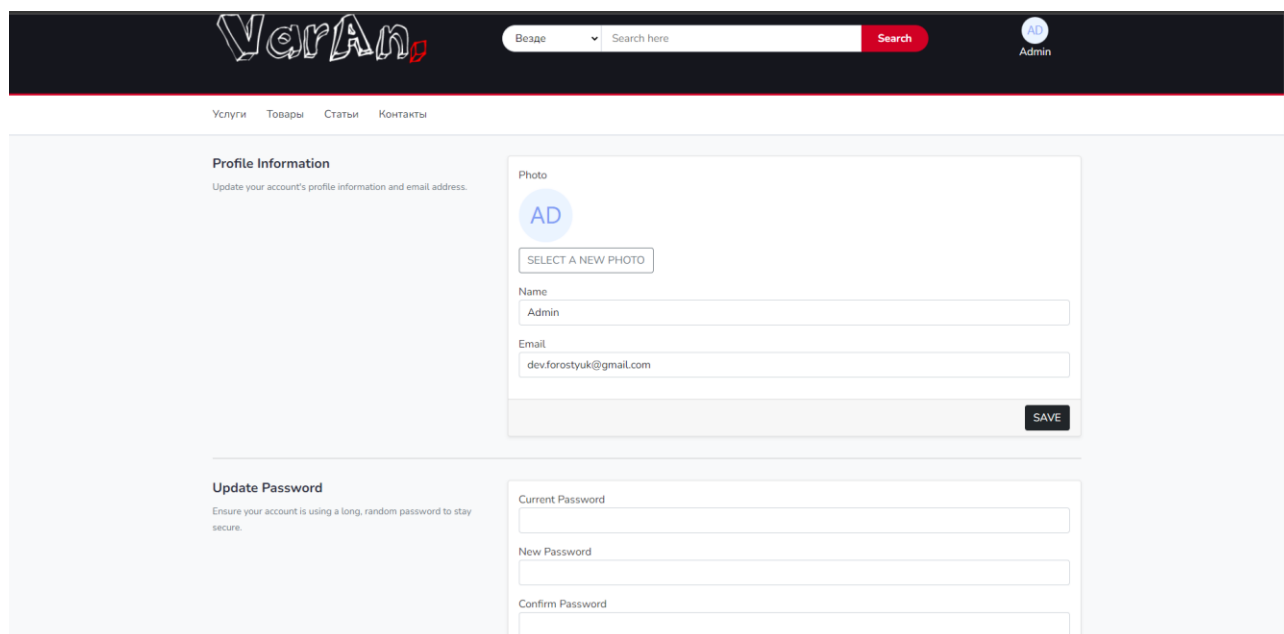 VarAn
Везде
Search here
Search
AD
Admin
Услуги Товары Статьи Контакты
Profile Information
Update your account's profile information and email address.
Photo
AD
SELECT A NEW PHOTO
Name
Admin
Email
dev.forostyuk@gmail.com
SAVE
Update Password
Ensure your account is using a long, random password to stay
secure.
Current Password
New Password
Confirm Password